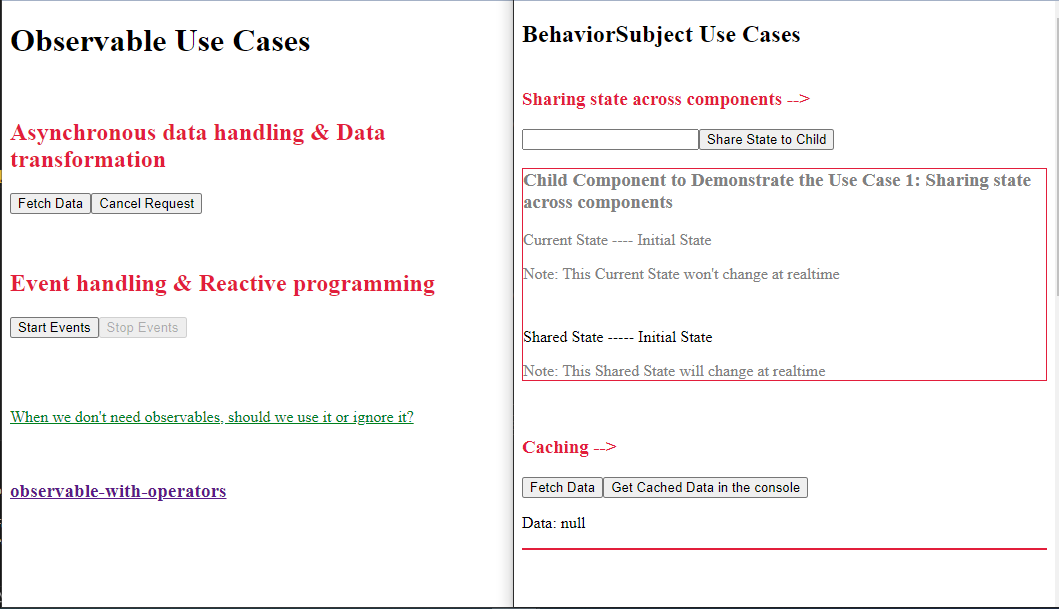 Observable Use Cases
Asynchronous data handling & Data
transformation
Fetch Data Cancel Request
Event handling & Reactive programming
Start Events Stop Events
When we don't need observables, should we use it or ignore it?
observable-with-operators
BehaviorSubject Use Cases
Sharing state across components -->
Share State to Child
Child Component to Demonstrate the Use Case 1: Sharing state
across components
Current State ---- Initial State
Note: This Current State won't change at realtime
Shared State ----- Initial State
Note: This Shared State will change at realtime
Caching -->
Fetch Data Get Cached Data in the console
Data: null